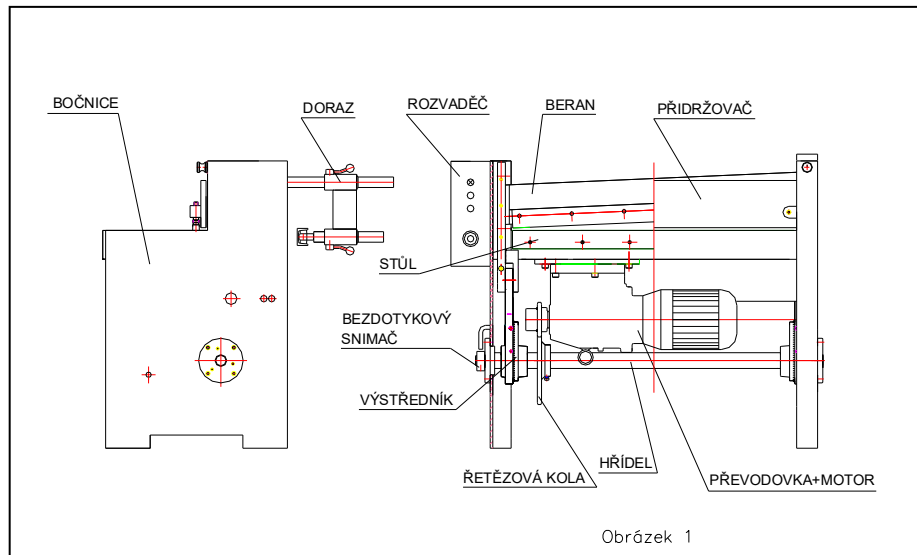 BOČNICE
DORAZ
ROZVADĚČ
BERAN
PŘIDRŽOVAČ
STŮL
BEZDOTYKOVÝ
SNIMAČ
VÝSTŘEDNÍK
ŘETĚZOVÁ KOLA
HŘÍDEL
PŘEVODOVKA+MOTOR
Obrázek 1